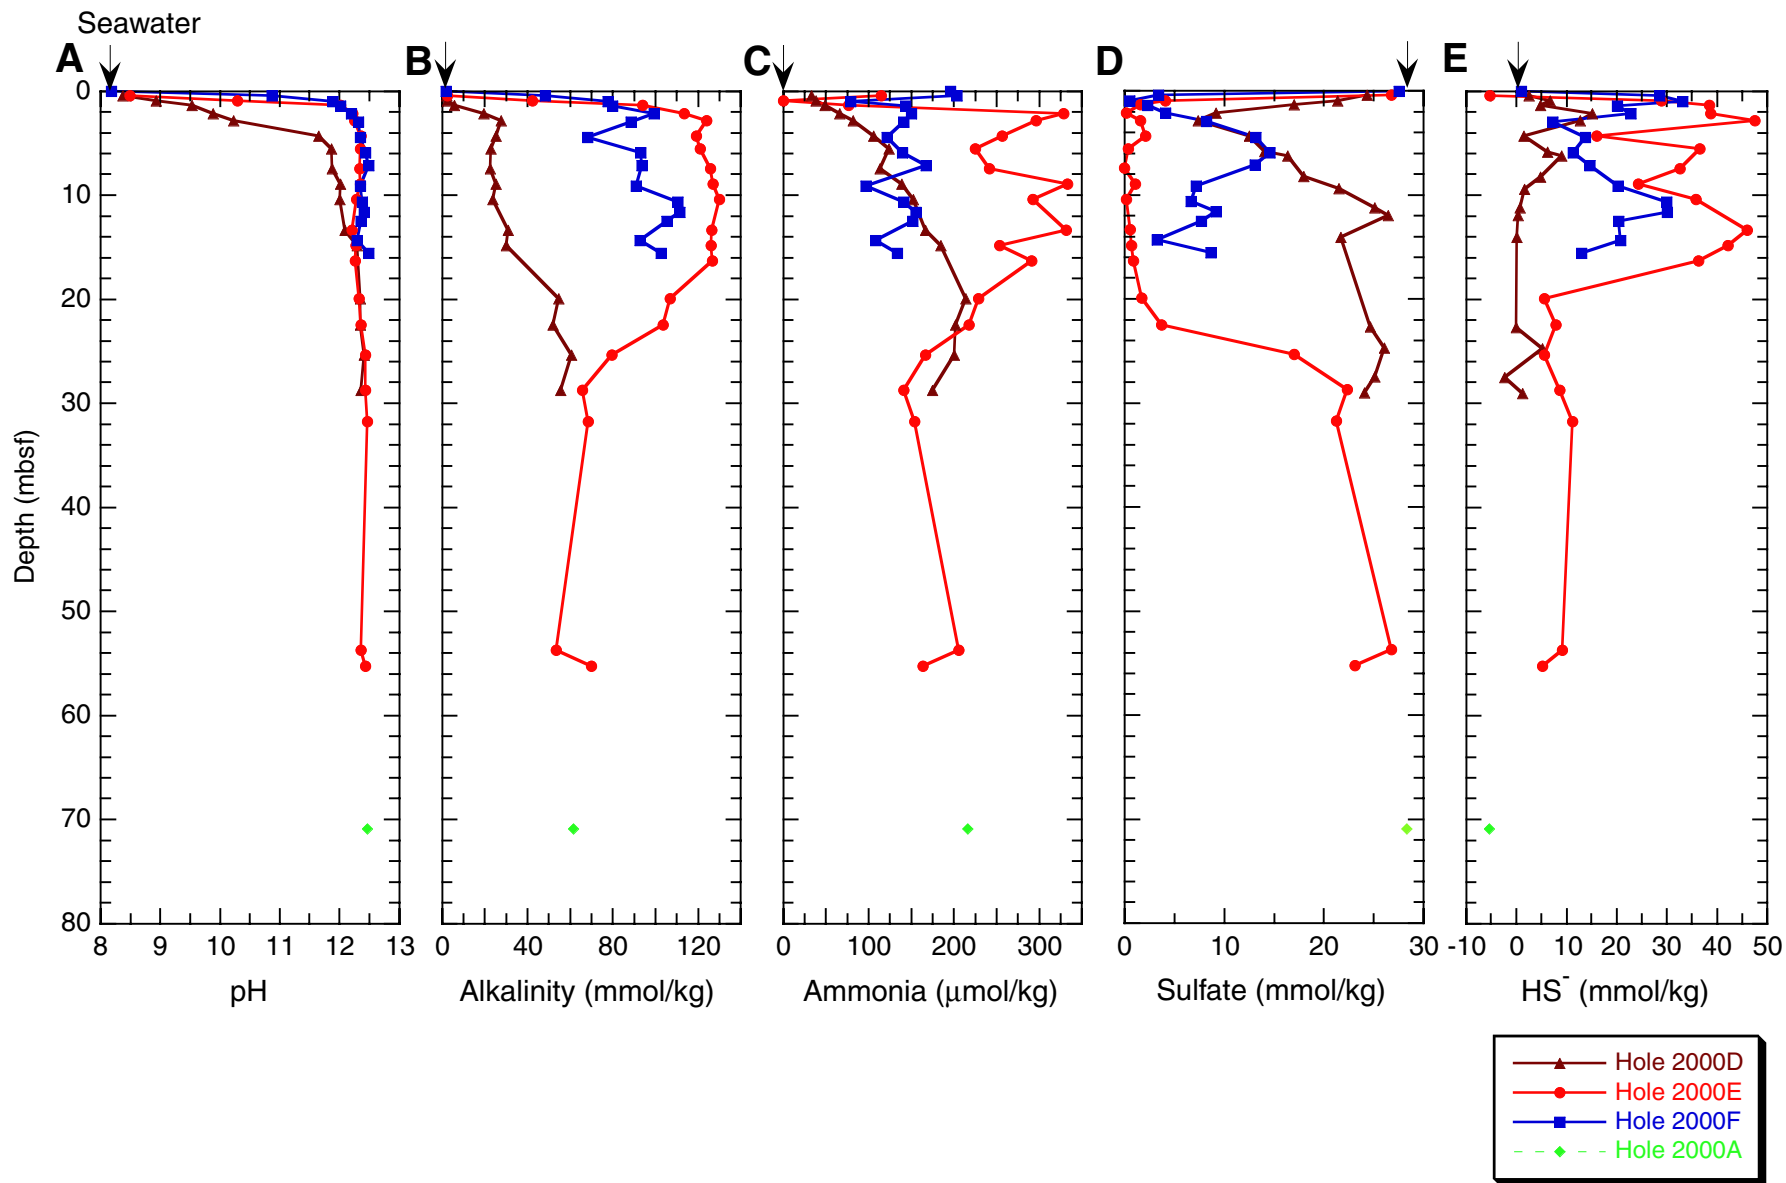 Seawater
A B C D E
0
10
20
30
40
50
60
70
80
Depth (mbsf)
8 9 10 11 12 13
0 40 80 120
0 100 200 300
0 10 20 30
-10 0 10 20 30 40 50
pH
Alkalinity (mmol/kg)
Ammonia (μmol/kg)
Sulfate (mmol/kg)
HS⁻ (mmol/kg)
Hole 2000D
Hole 2000E
Hole 2000F
Hole 2000A